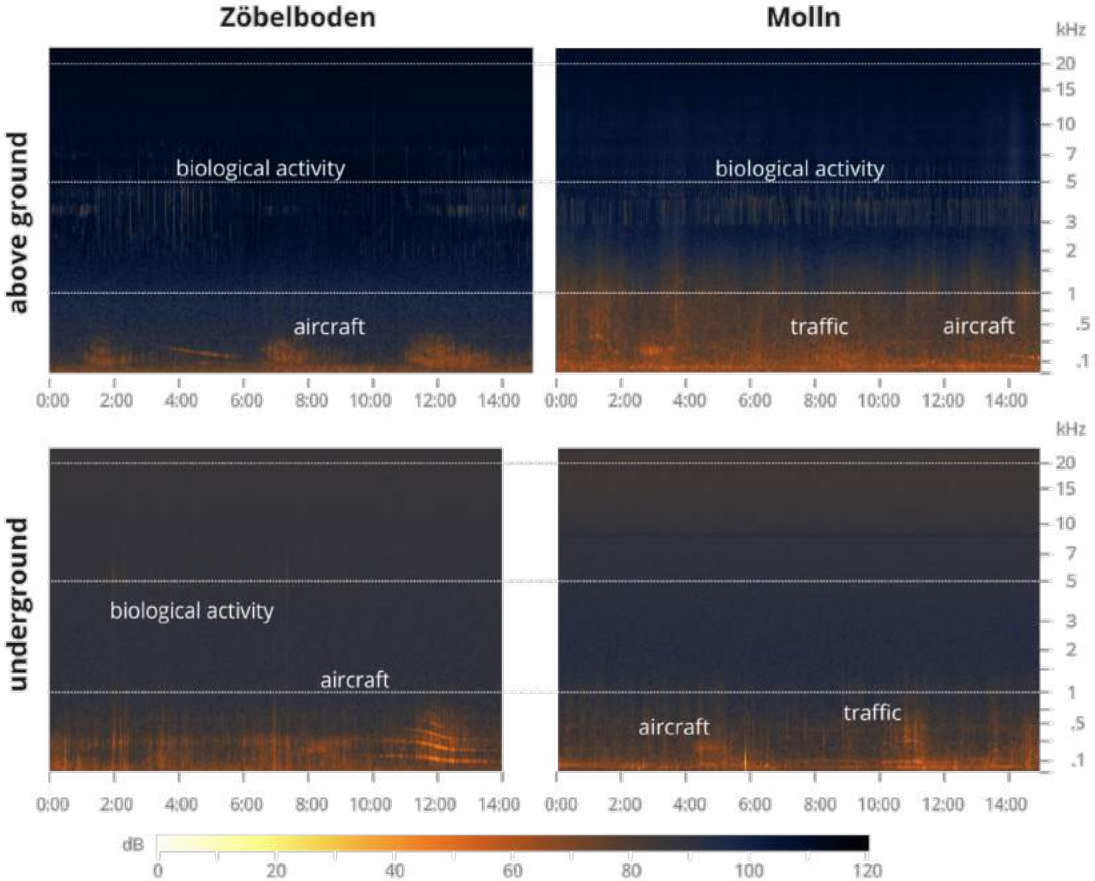 Zöbelboden
Molln
kHz
above ground
biological activity
aircraft
biological activity
traffic
aircraft
20
15
10
7
5
3
2
1
.5
.1
0:00 2:00 4:00 6:00 8:00 10:00 12:00 14:00
0:00 2:00 4:00 6:00 8:00 10:00 12:00 14:00
kHz
underground
biological activity
aircraft
aircraft
traffic
20
15
10
7
5
3
2
1
.5
.1
0:00 2:00 4:00 6:00 8:00 10:00 12:00 14:00
0:00 2:00 4:00 6:00 8:00 10:00 12:00 14:00
dB
0 20 40 60 80 100 120